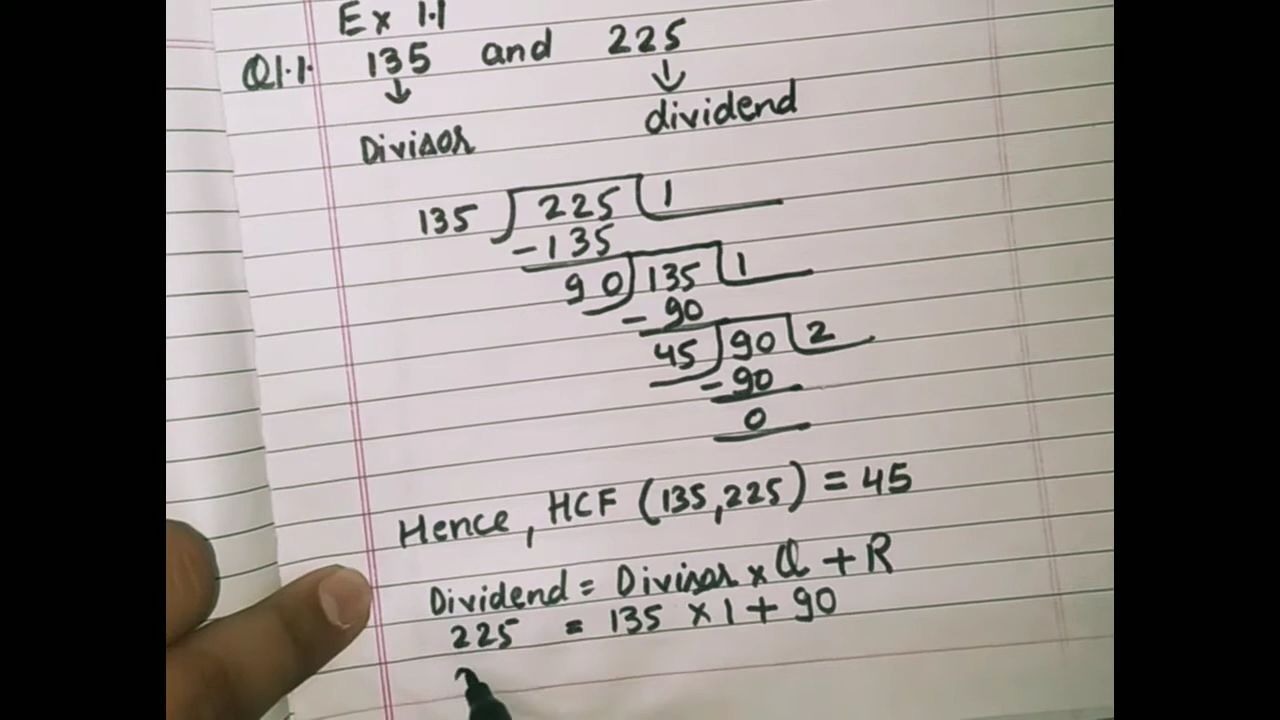 Ex 1.1
Q1.1. 135 and 225
↓ ↓
Divisor dividend
135 ) 225 ( 1
-135
90 ) 135 ( 1
- 90
45 ) 90 ( 2
- 90
0
Hence, HCF (135,225) = 45
Dividend = Divisor × Q + R
225 = 135 × 1 + 90